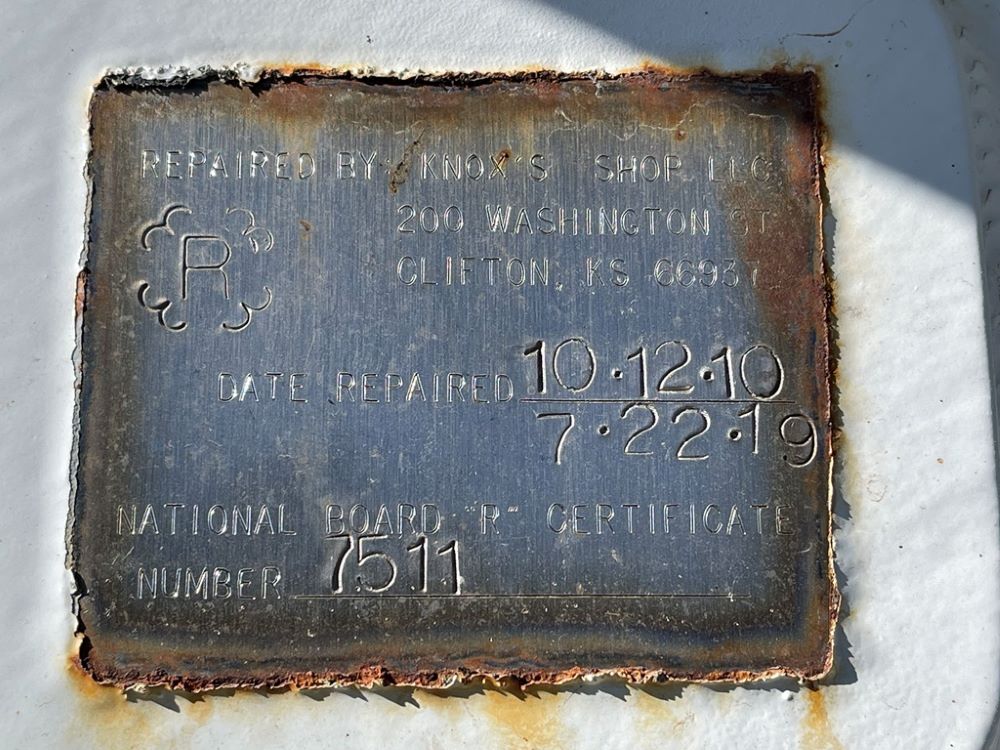 REPAIRED BY KNOX'S SHOP LLC
200 WASHINGTON ST
R
CLIFTON, KS 66937
DATE REPAIRED 10·12·10
7·22·19
NATIONAL BOARD "R" CERTIFICATE
NUMBER 7511